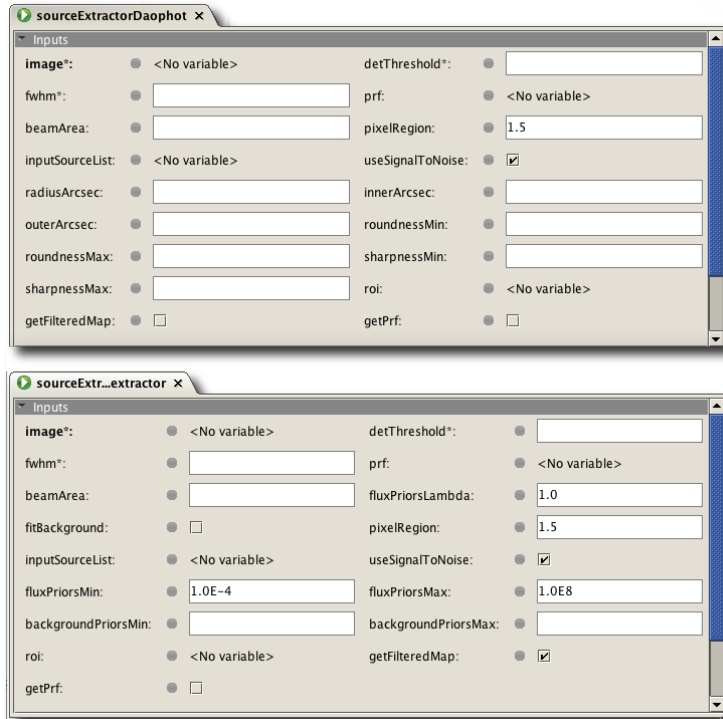 sourceExtractorDaophot ×
Inputs
image*: <No variable> detThreshold*:
fwhm*: prf: <No variable>
beamArea: pixelRegion: 1.5
inputSourceList: <No variable> useSignalToNoise:
radiusArcsec: innerArcsec:
outerArcsec: roundnessMin:
roundnessMax: sharpnessMin:
sharpnessMax: roi: <No variable>
getFilteredMap: getPrf:
sourceExtr...extractor ×
Inputs
image*: <No variable> detThreshold*:
fwhm*: prf: <No variable>
beamArea: fluxPriorsLambda: 1.0
fitBackground: pixelRegion: 1.5
inputSourceList: <No variable> useSignalToNoise:
fluxPriorsMin: 1.0E-4 fluxPriorsMax: 1.0E8
backgroundPriorsMin: backgroundPriorsMax:
roi: <No variable> getFilteredMap:
getPrf: